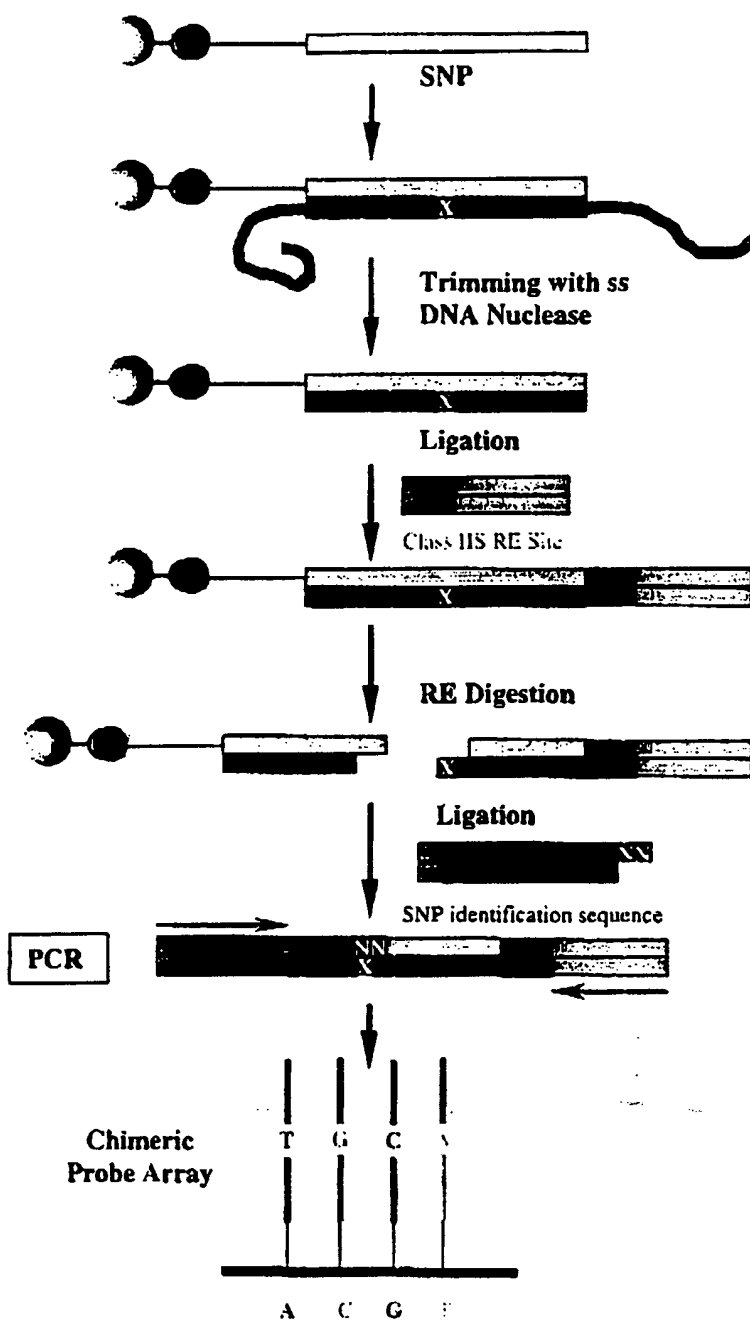 SNP
X
Trimming with ss
DNA Nuclease
X
Ligation
Class IIS RE Site
X
RE Digestion
X
Ligation
SNP identification sequence
PCR
NN
X
Chimeric
Probe Array
T G C
A C G